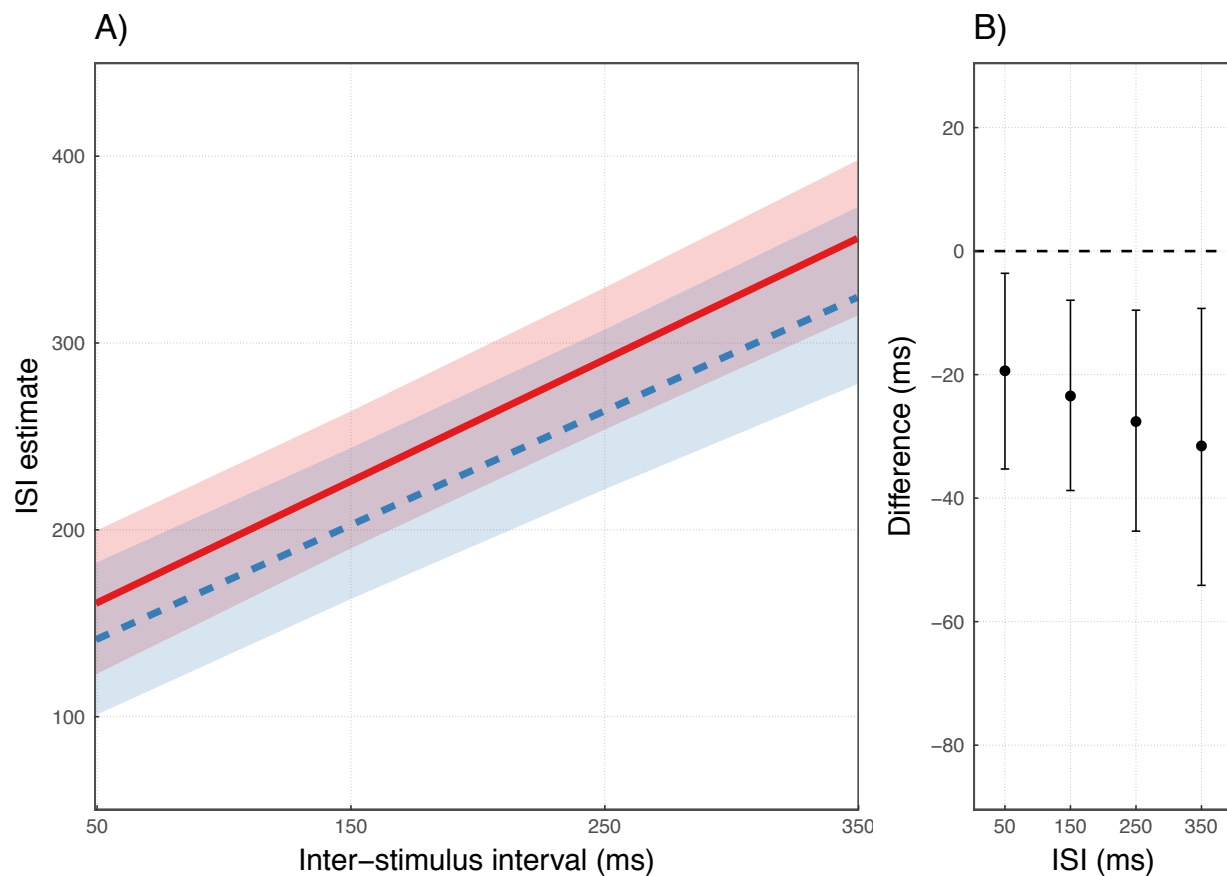 A)
400
300
200
100
ISI estimate
50 150 250 350
Inter−stimulus interval (ms)
B)
20
0
−20
−40
−60
−80
Difference (ms)
50 150 250 350
ISI (ms)